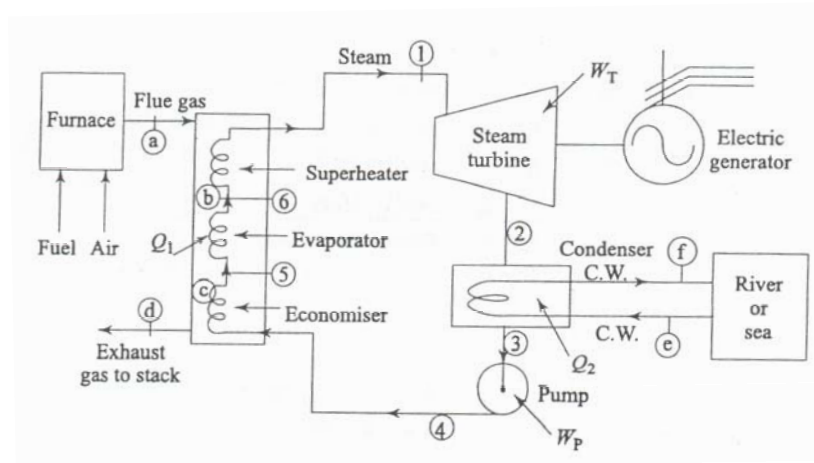 Steam
1
W_T
Flue gas
Furnace
a
Steam
turbine
Electric
generator
Superheater
b
6
Fuel Air
Q_1
Evaporator
2
Condenser
f
C.W.
5
c
River
or
sea
d
Economiser
C.W.
e
Exhaust
gas to stack
3
Q_2
Pump
4
W_P